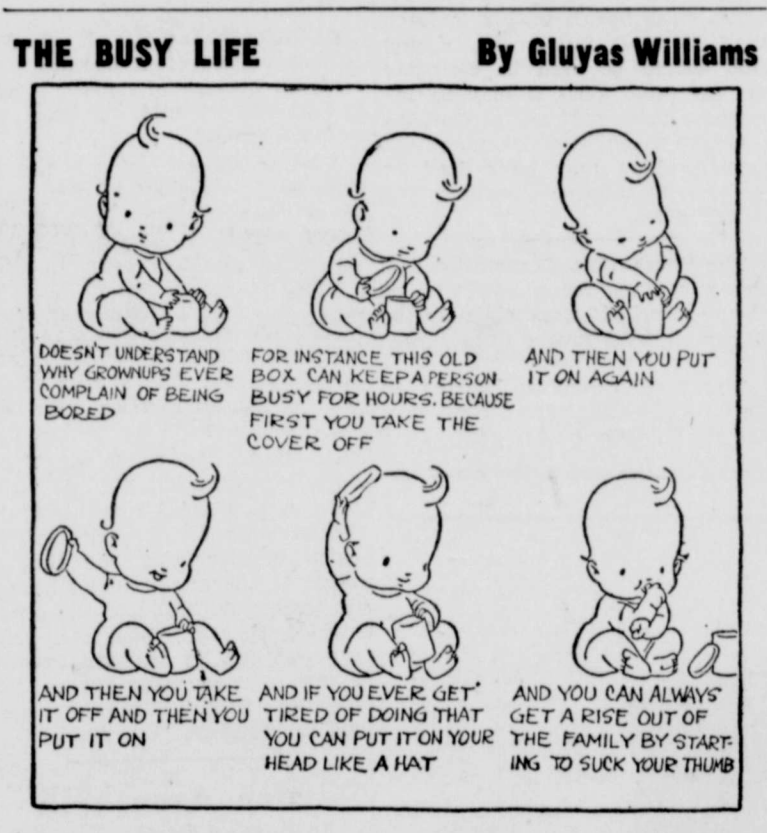 THE BUSY LIFE By Gluyas Williams
DOESN'T UNDERSTAND
WHY GROWNUPS EVER
COMPLAIN OF BEING
BORED
FOR INSTANCE THIS OLD
BOX CAN KEEP A PERSON
BUSY FOR HOURS. BECAUSE
FIRST YOU TAKE THE
COVER OFF
AND THEN YOU PUT
IT ON AGAIN
AND THEN YOU TAKE
IT OFF AND THEN YOU
PUT IT ON
AND IF YOU EVER GET
TIRED OF DOING THAT
YOU CAN PUT IT ON YOUR
HEAD LIKE A HAT
AND YOU CAN ALWAYS
GET A RISE OUT OF
THE FAMILY BY START-
ING TO SUCK YOUR THUMB